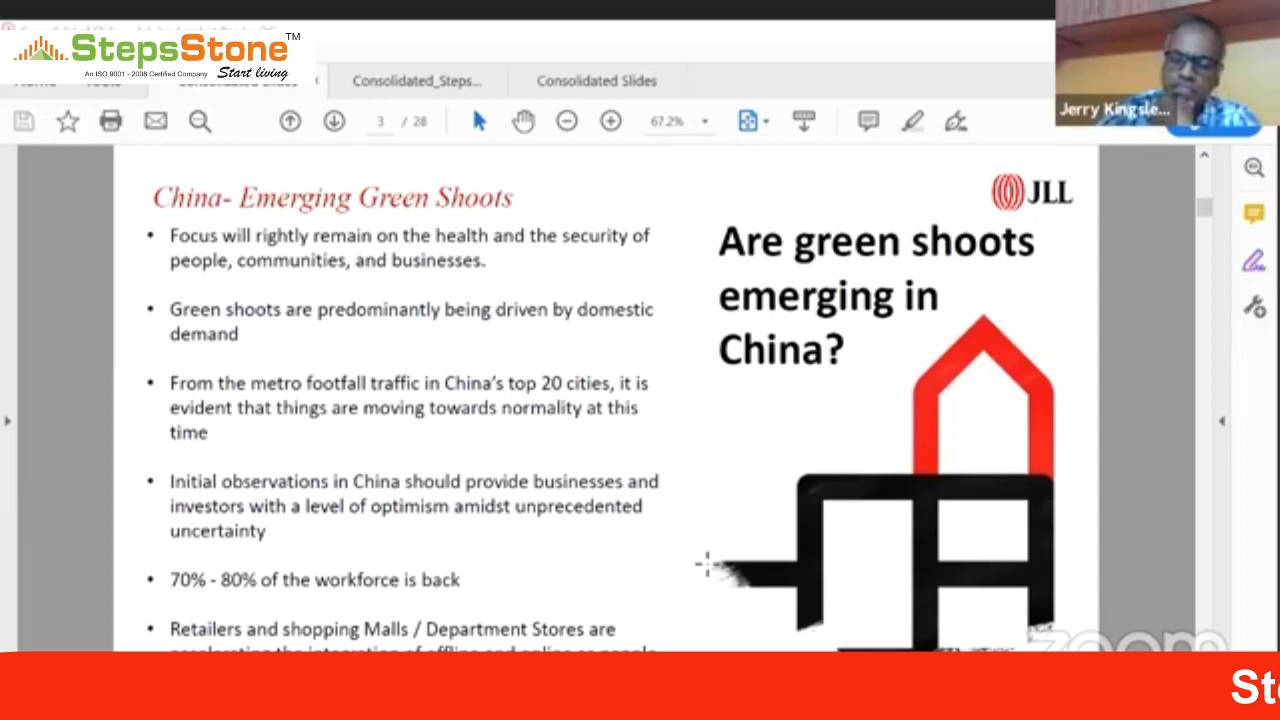 StepsStone™
An ISO 9001 - 2008 Certified Company
Start living
Consolidated_Steps...
Consolidated Slides
3 / 28
67.2%
Jerry Kingsle...
China- Emerging Green Shoots
JLL
• Focus will rightly remain on the health and the security of
people, communities, and businesses.
• Green shoots are predominantly being driven by domestic
demand
• From the metro footfall traffic in China's top 20 cities, it is
evident that things are moving towards normality at this
time
• Initial observations in China should provide businesses and
investors with a level of optimism amidst unprecedented
uncertainty
• 70% - 80% of the workforce is back
• Retailers and shopping Malls / Department Stores are
Are green shoots
emerging in
China?
zoom
St